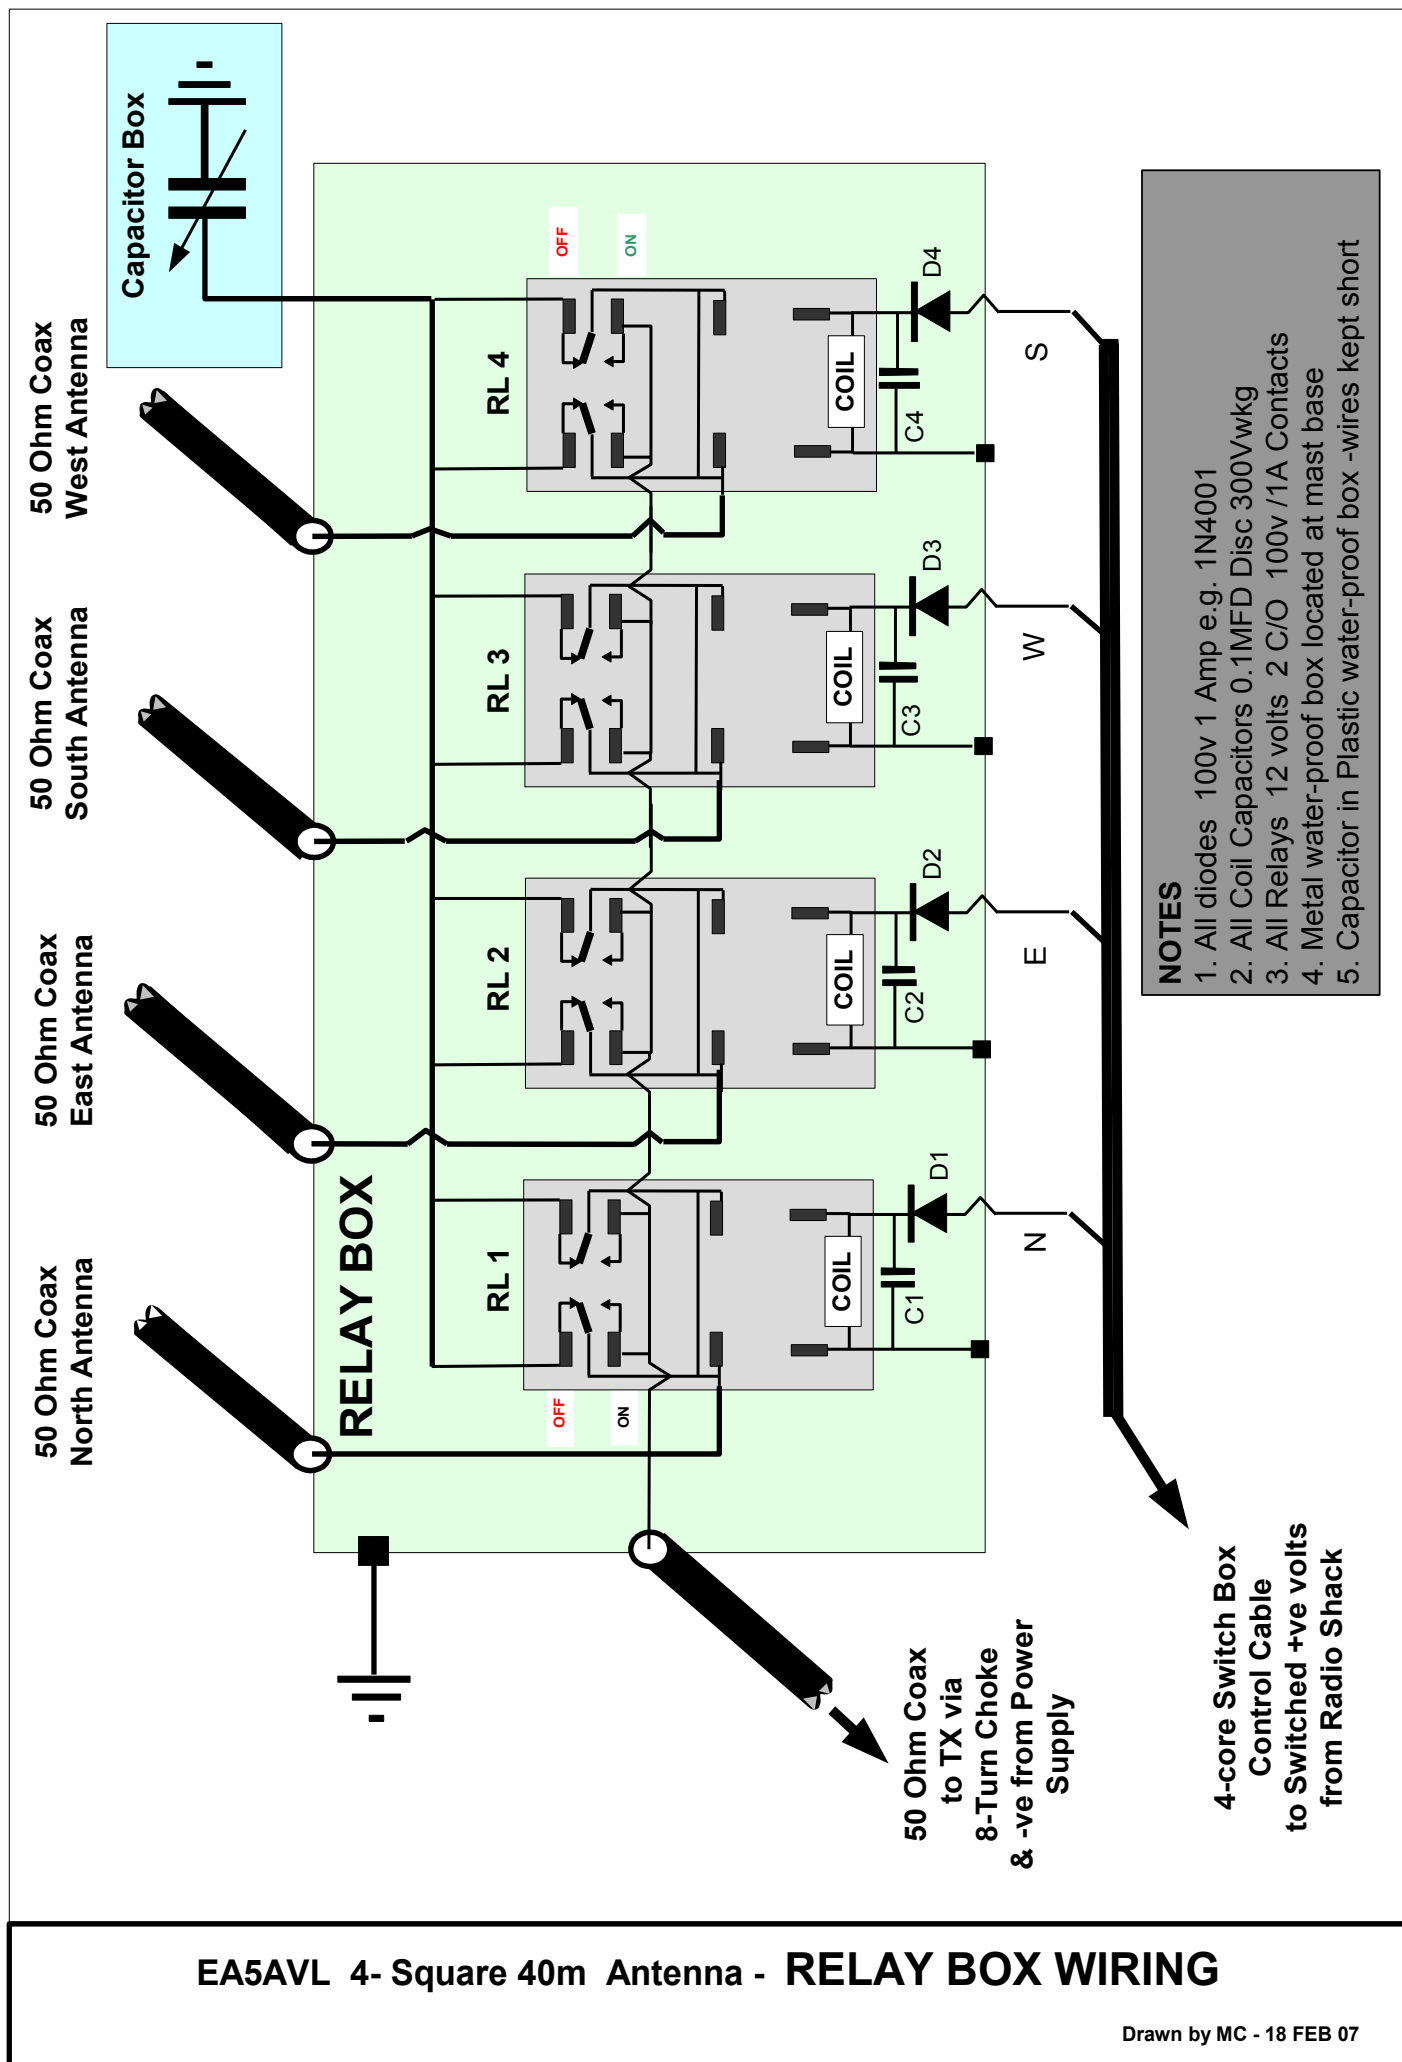 Capacitor Box
50 Ohm Coax
West Antenna
50 Ohm Coax
South Antenna
50 Ohm Coax
East Antenna
50 Ohm Coax
North Antenna
RELAY BOX
RL 4
OFF
ON
COIL
C4
D4
S
RL 3
COIL
C3
D3
W
RL 2
COIL
C2
D2
E
RL 1
OFF
ON
COIL
C1
D1
N
NOTES
1. All diodes 100v 1 Amp e.g. 1N4001
2. All Coil Capacitors 0.1MFD Disc 300Vwkg
3. All Relays 12 volts 2 C/O 100v /1A Contacts
4. Metal water-proof box located at mast base
5. Capacitor in Plastic water-proof box -wires kept short
50 Ohm Coax
to TX via
8-Turn Choke
& -ve from Power
Supply
4-core Switch Box
Control Cable
to Switched +ve volts
from Radio Shack
EA5AVL 4- Square 40m Antenna - RELAY BOX WIRING
Drawn by MC - 18 FEB 07